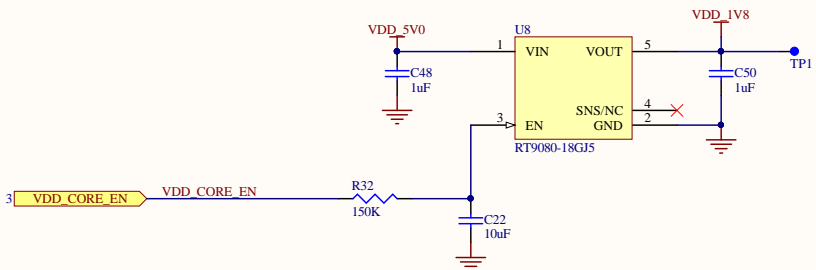 VDD_5V0
U8
VDD_1V8
1 VIN VOUT 5
TP1
C48
1uF
C50
1uF
SNS/NC 4
3 EN GND 2
RT9080-18GJ5
3 VDD_CORE_EN VDD_CORE_EN
R32
150K
C22
10uF